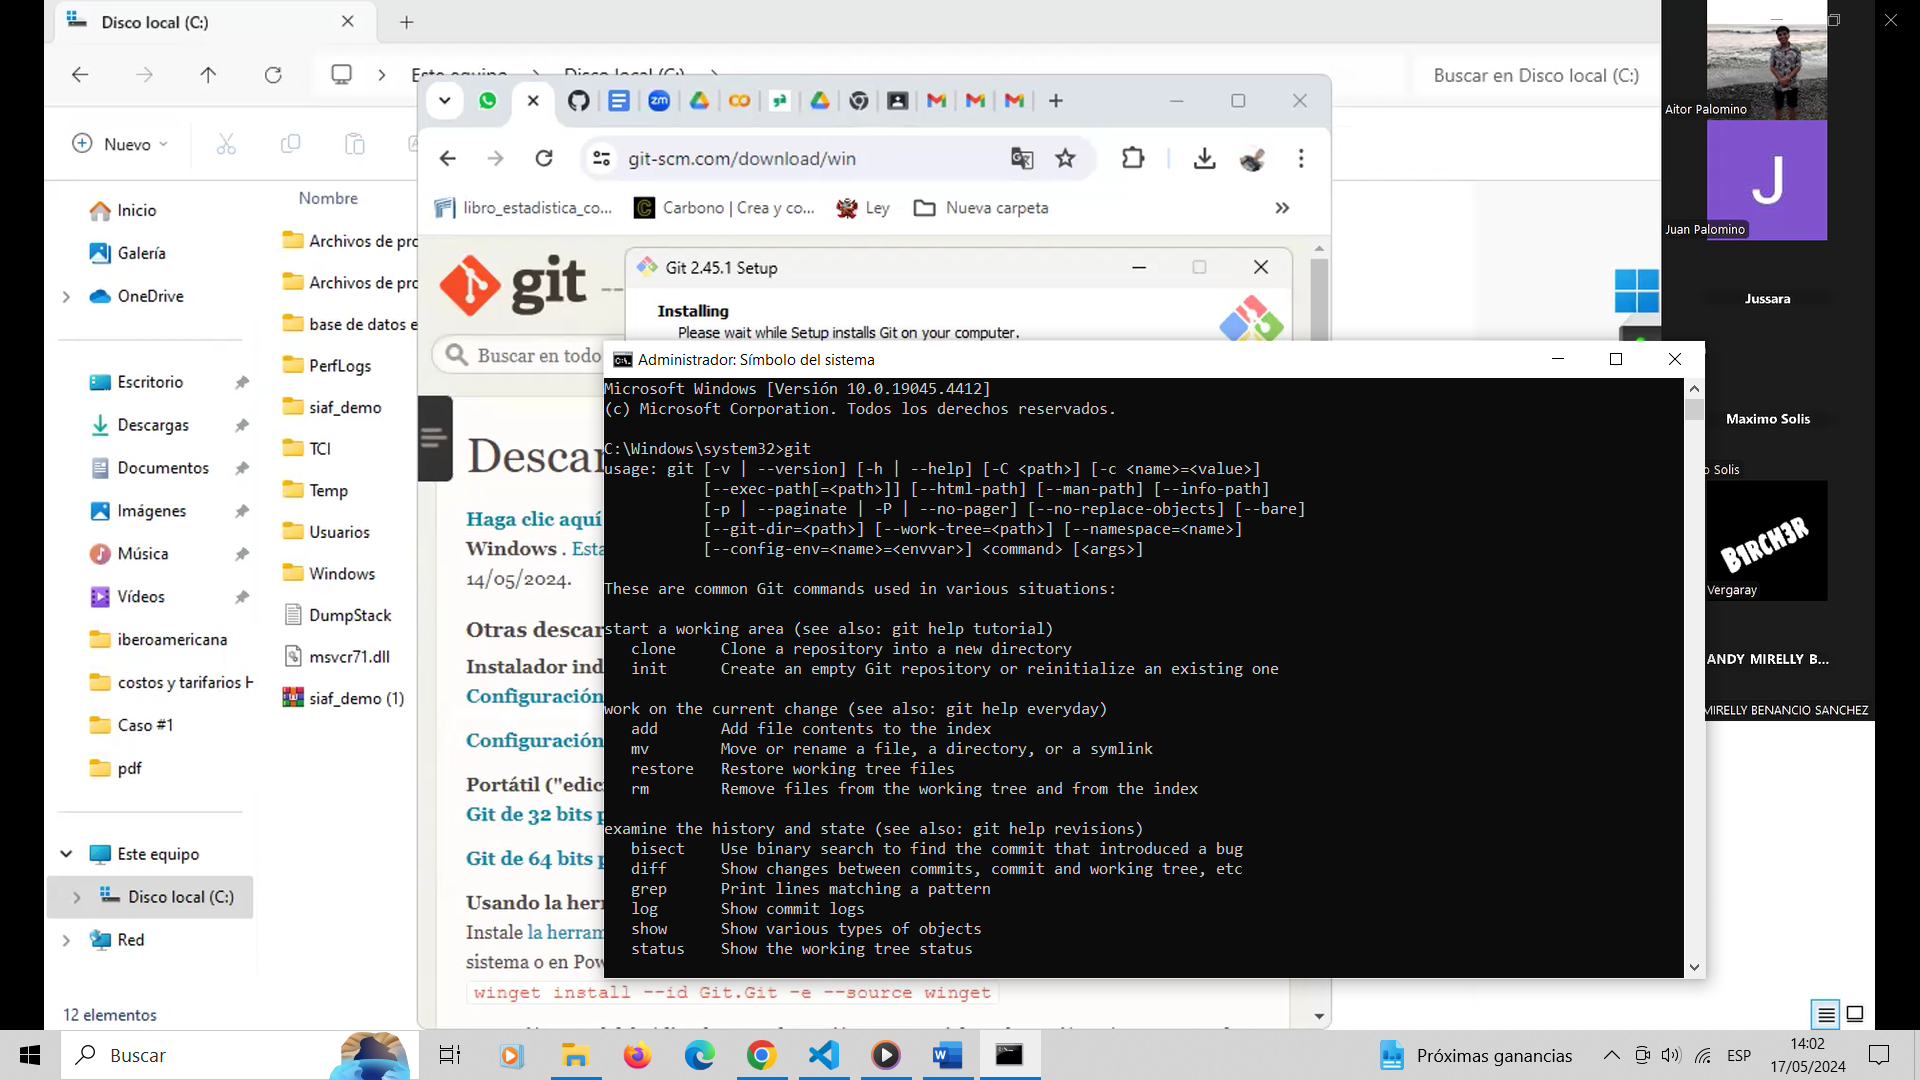 Disco local (C:)
Este equipo > Disco local (C:) >
Buscar en Disco local (C:)
Nuevo
Inicio
Galería
OneDrive
Escritorio
Descargas
Documentos
Imágenes
Música
Vídeos
iberoamericana
costos y tarifarios H
Caso #1
pdf
Este equipo
Disco local (C:)
Red
12 elementos
Nombre
Archivos de pro
Archivos de pro
base de datos e
PerfLogs
siaf_demo
TCI
Temp
Usuarios
Windows
DumpStack
msvcr71.dll
siaf_demo (1)
git-scm.com/download/win
libro_estadistica_co...
Carbono | Crea y co...
Ley
Nueva carpeta
git --
Buscar en todo
Git 2.45.1 Setup
Installing
Please wait while Setup installs Git on your computer.
Descar
Haga clic aquí
Windows . Esta
14/05/2024.
Otras descar
Instalador ind
Configuración
Configuración
Portátil ("edic
Git de 32 bits p
Git de 64 bits p
Usando la her
Instale la herram
sistema o en Pow
winget install --id Git.Git -e --source winget
Administrador: Símbolo del sistema
Microsoft Windows [Versión 10.0.19045.4412]
(c) Microsoft Corporation. Todos los derechos reservados.
C:\Windows\system32>git
usage: git [-v | --version] [-h | --help] [-C <path>] [-c <name>=<value>]
[--exec-path[=<path>]] [--html-path] [--man-path] [--info-path]
[-p | --paginate | -P | --no-pager] [--no-replace-objects] [--bare]
[--git-dir=<path>] [--work-tree=<path>] [--namespace=<name>]
[--config-env=<name>=<envvar>] <command> [<args>]
These are common Git commands used in various situations:
start a working area (see also: git help tutorial)
clone Clone a repository into a new directory
init Create an empty Git repository or reinitialize an existing one
work on the current change (see also: git help everyday)
add Add file contents to the index
mv Move or rename a file, a directory, or a symlink
restore Restore working tree files
rm Remove files from the working tree and from the index
examine the history and state (see also: git help revisions)
bisect Use binary search to find the commit that introduced a bug
diff Show changes between commits, commit and working tree, etc
grep Print lines matching a pattern
log Show commit logs
show Show various types of objects
status Show the working tree status
Aitor Palomino
J
Juan Palomino
Jussara
Maximo Solis
o Solis
B1RCH3R
Vergaray
ANDY MIRELLY B...
MIRELLY BENANCIO SANCHEZ
Buscar
Próximas ganancias
ESP
14:02
17/05/2024